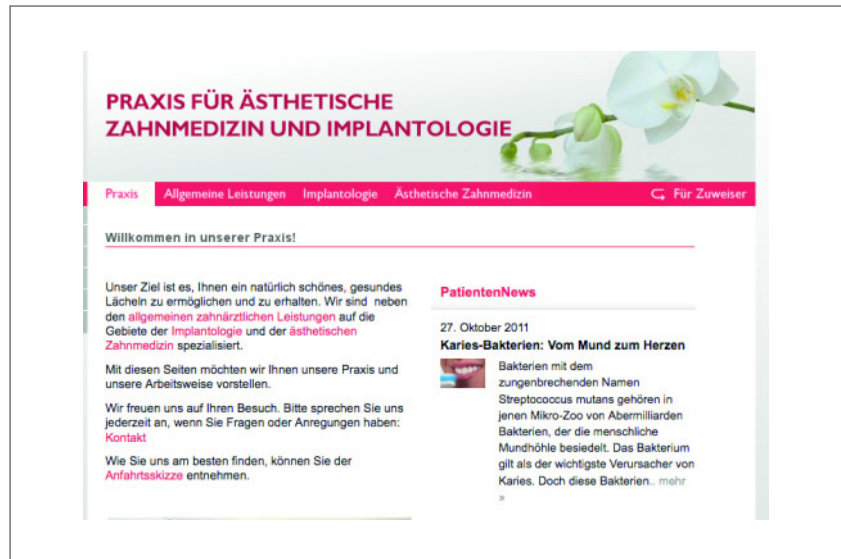 PRAXIS FÜR ÄSTHETISCHE
ZAHNMEDIZIN UND IMPLANTOLOGIE
Praxis Allgemeine Leistungen Implantologie Ästhetische Zahnmedizin Für Zuweiser
Willkommen in unserer Praxis!
Unser Ziel ist es, Ihnen ein natürlich schönes, gesundes
Lächeln zu ermöglichen und zu erhalten. Wir sind neben
den allgemeinen zahnärztlichen Leistungen auf die
Gebiete der Implantologie und der ästhetischen
Zahnmedizin spezialisiert.
Mit diesen Seiten möchten wir Ihnen unsere Praxis und
unsere Arbeitsweise vorstellen.
Wir freuen uns auf Ihren Besuch. Bitte sprechen Sie uns
jederzeit an, wenn Sie Fragen oder Anregungen haben:
Kontakt
Wie Sie uns am besten finden, können Sie der
Anfahrtsskizze entnehmen.
PatientenNews
27. Oktober 2011
Karies-Bakterien: Vom Mund zum Herzen
Bakterien mit dem
zungenbrechenden Namen
Streptococcus mutans gehören in
jenen Mikro-Zoo von Abermilliarden
Bakterien, der die menschliche
Mundhöhle besiedelt. Das Bakterium
gilt als der wichtigste Verursacher von
Karies. Doch diese Bakterien.. mehr
»